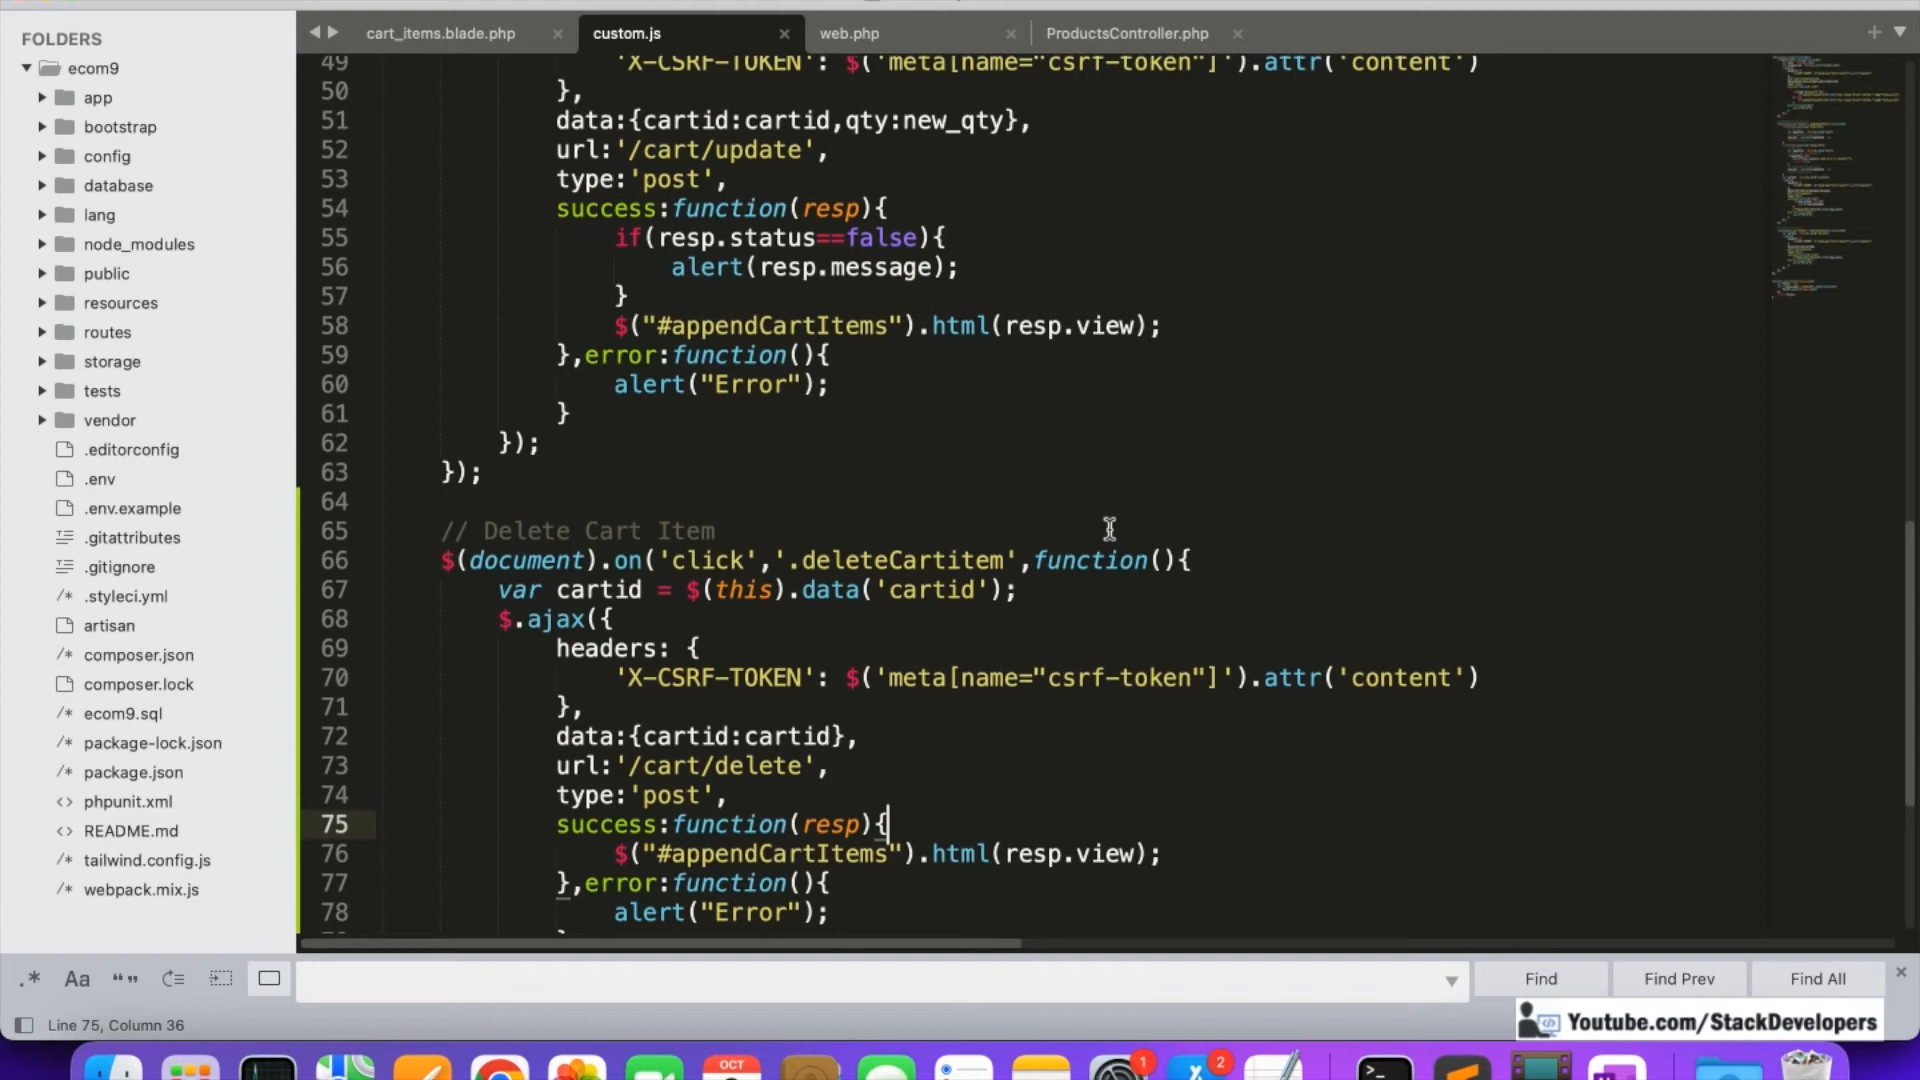 FOLDERS
ecom9
app
bootstrap
config
database
lang
node_modules
public
resources
routes
storage
tests
vendor
.editorconfig
.env
.env.example
.gitattributes
.gitignore
/* .styleci.yml
artisan
/* composer.json
composer.lock
/* ecom9.sql
/* package-lock.json
/* package.json
<> phpunit.xml
<> README.md
/* tailwind.config.js
/* webpack.mix.js
cart_items.blade.php × custom.js × web.php × ProductsController.php ×
49 'X-CSRF-TOKEN': $('meta[name="csrf-token"]').attr('content')
50 },
51 data:{cartid:cartid,qty:new_qty},
52 url:'/cart/update',
53 type:'post',
54 success:function(resp){
55 if(resp.status==false){
56 alert(resp.message);
57 }
58 $("#appendCartItems").html(resp.view);
59 },error:function(){
60 alert("Error");
61 }
62 });
63 });
64
65 // Delete Cart Item
66 $(document).on('click','.deleteCartitem',function(){
67 var cartid = $(this).data('cartid');
68 $.ajax({
69 headers: {
70 'X-CSRF-TOKEN': $('meta[name="csrf-token"]').attr('content')
71 },
72 data:{cartid:cartid},
73 url:'/cart/delete',
74 type:'post',
75 success:function(resp){
76 $("#appendCartItems").html(resp.view);
77 },error:function(){
78 alert("Error");
.* Aa “” Find Find Prev Find All ×
Line 75, Column 36
Youtube.com/StackDevelopers
OCT
1
2
>_